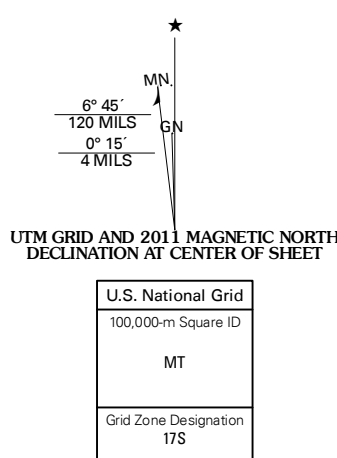 ★
MN.
6° 45´
120 MILS
GN
0° 15´
4 MILS
UTM GRID AND 2011 MAGNETIC NORTH
DECLINATION AT CENTER OF SHEET
U.S. National Grid
100,000-m Square ID
MT
Grid Zone Designation
17S